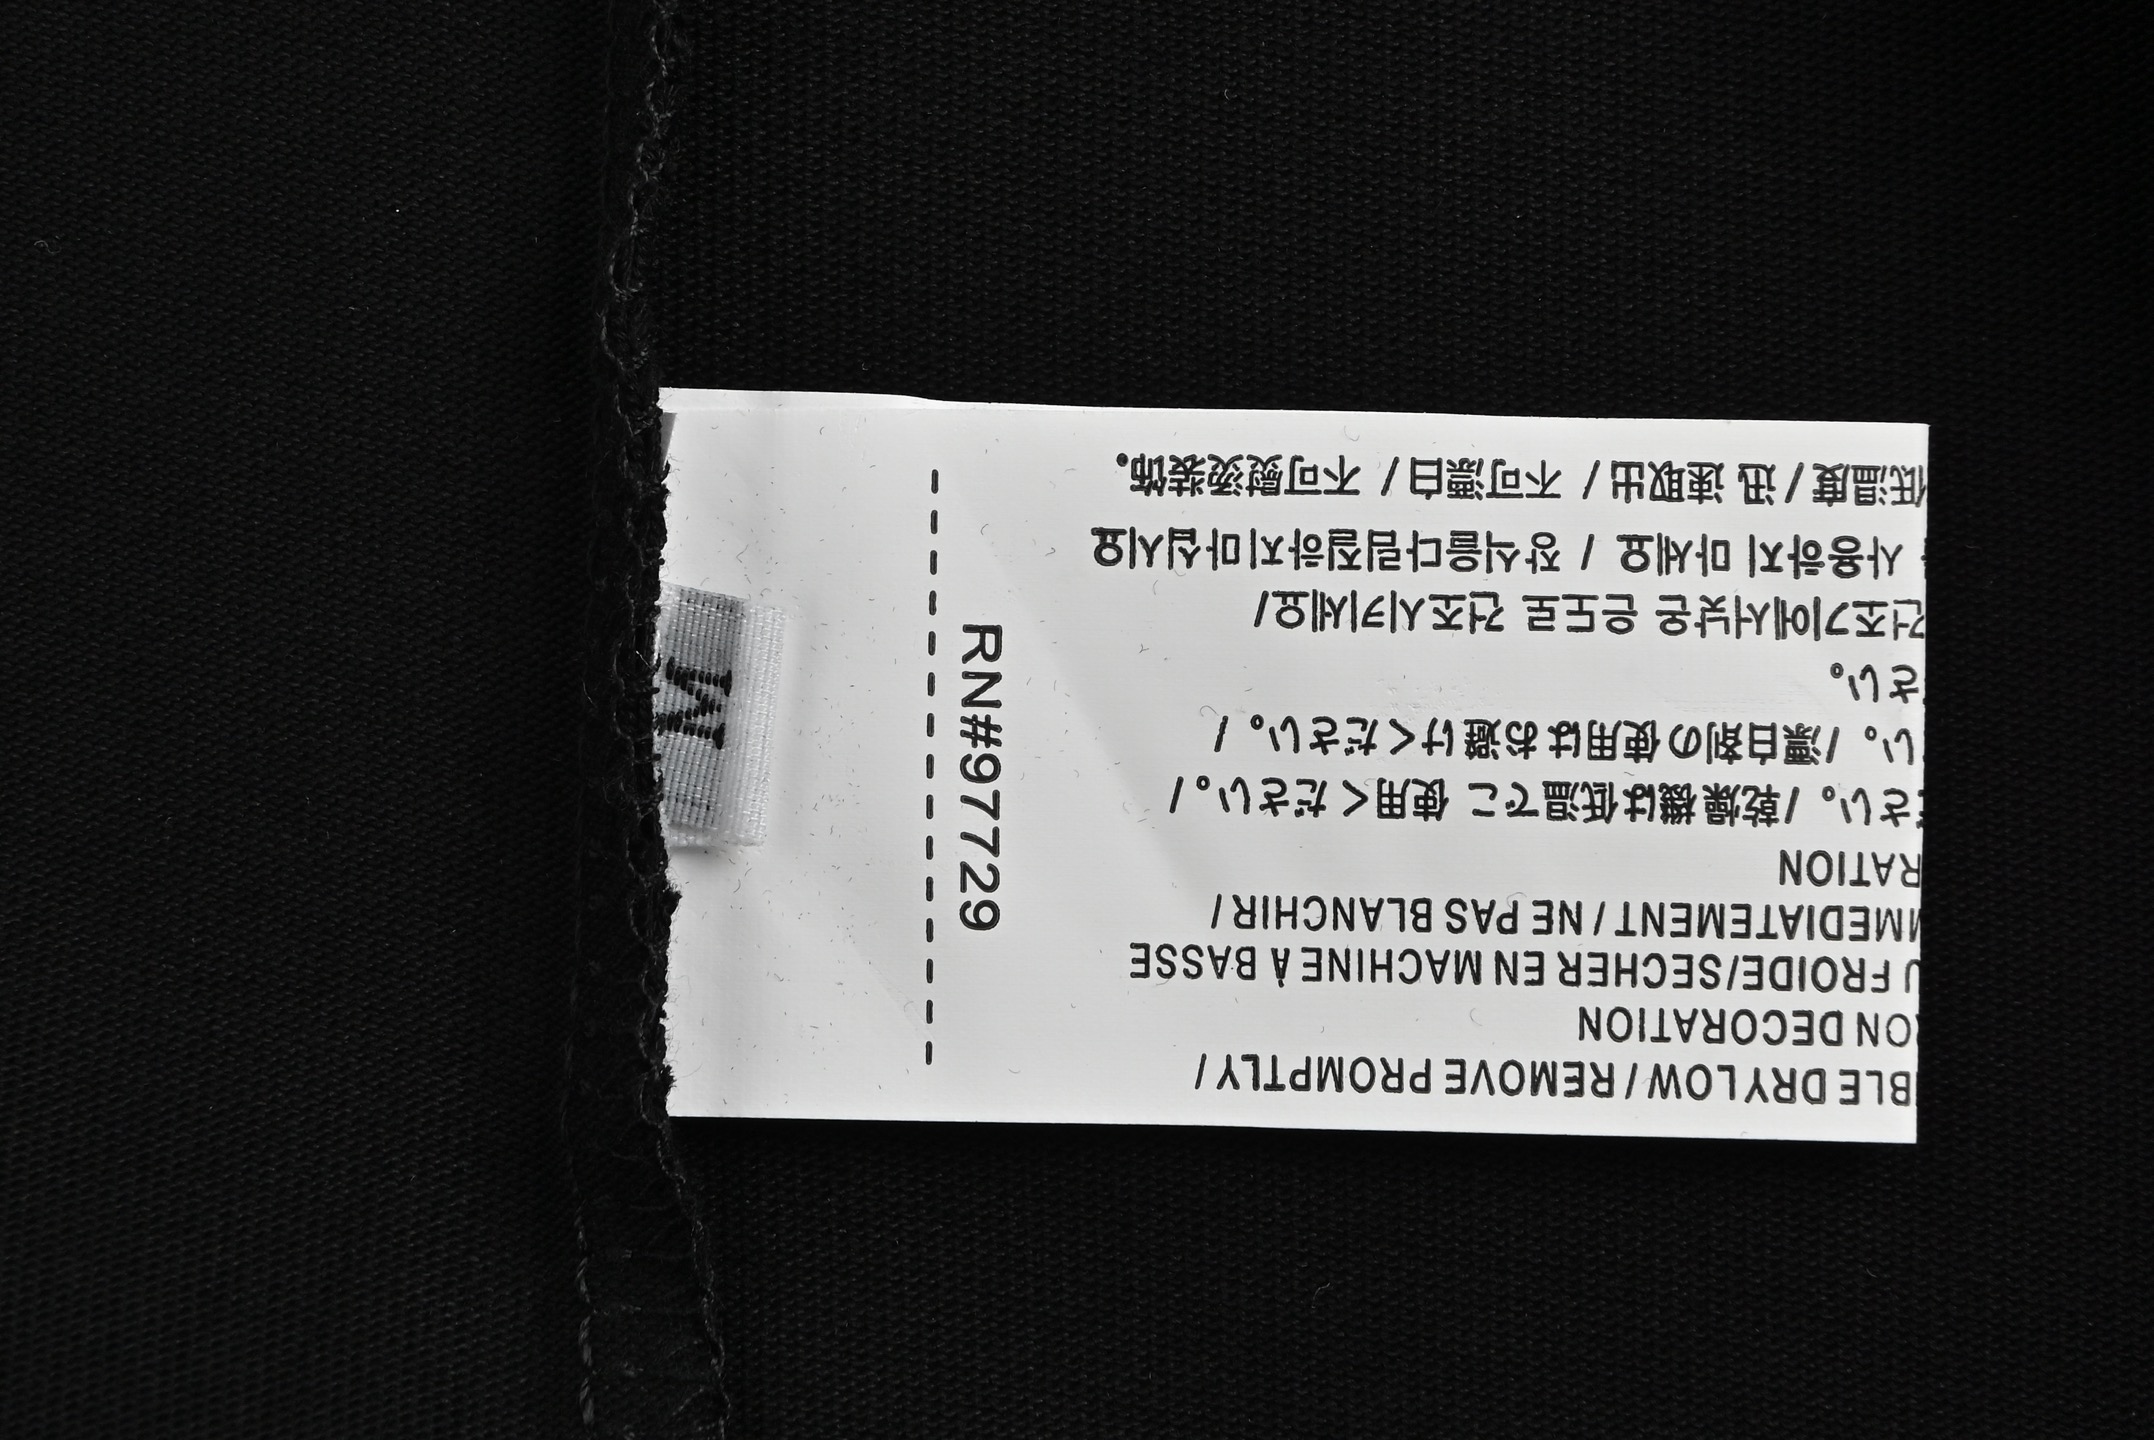 BLE DRY LOW / REMOVE PROMPTLY /
ON DECORATION
U FROIDE/SECHER EN MACHINE À BASSE
MMEDIATEMENT / NE PAS BLANCHIR /
RATION
さい。/乾燥機は低温でこ 使用ください。/
い。/漂白剤の使用はお避けください。/
さい。
건조기에서낮은 온도로 건조시키세요/
사용하지 마세요 / 장식을다림질하지마십시요
低温度/迅 速取出/ 不可漂白/ 不可熨烫装饰。
RN#97729
M